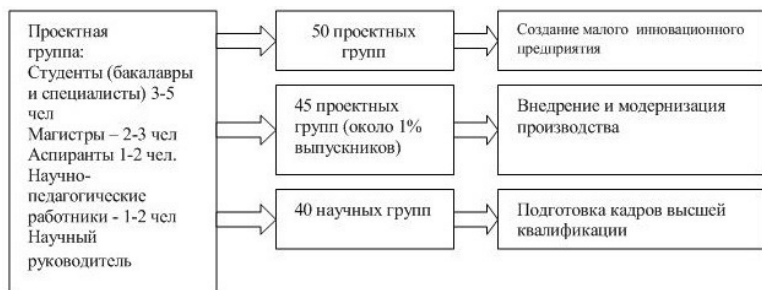 Проектная
группа:
Студенты (бакалавры
и специалисты) 3-5
чел
Магистры – 2-3 чел
Аспиранты 1-2 чел.
Научно-
педагогические
работники - 1-2 чел
Научный
руководитель
50 проектных
групп
Создание малого инновационного
предприятия
45 проектных
групп (около 1%
выпускников)
Внедрение и модернизация
производства
40 научных групп
Подготовка кадров высшей
квалификации